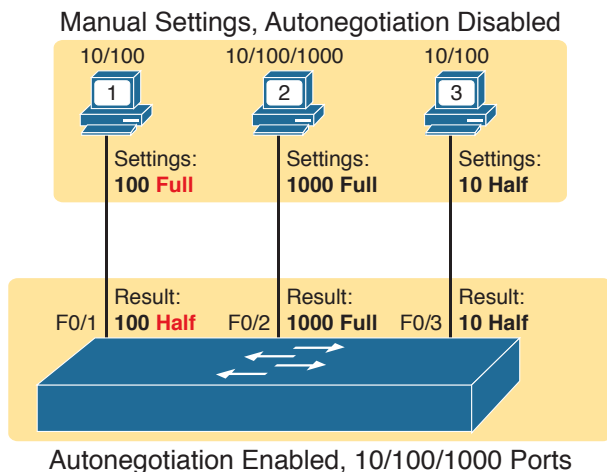 Manual Settings, Autonegotiation Disabled
10/100 10/100/1000 10/100
1 2 3
Settings: Settings: Settings:
100 Full 1000 Full 10 Half
Result: Result: Result:
F0/1 100 Half F0/2 1000 Full F0/3 10 Half
Autonegotiation Enabled, 10/100/1000 Ports